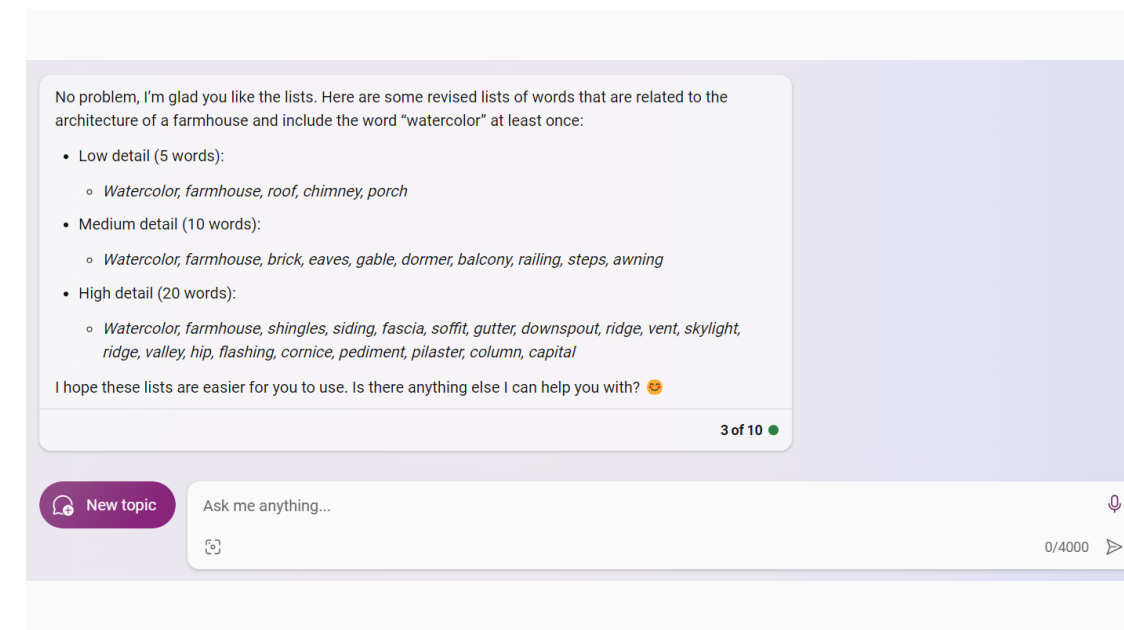 No problem, I'm glad you like the lists. Here are some revised lists of words that are related to the
architecture of a farmhouse and include the word “watercolor” at least once:
• Low detail (5 words):
◦ Watercolor, farmhouse, roof, chimney, porch
• Medium detail (10 words):
◦ Watercolor, farmhouse, brick, eaves, gable, dormer, balcony, railing, steps, awning
• High detail (20 words):
◦ Watercolor, farmhouse, shingles, siding, fascia, soffit, gutter, downspout, ridge, vent, skylight,
ridge, valley, hip, flashing, cornice, pediment, pilaster, column, capital
I hope these lists are easier for you to use. Is there anything else I can help you with? 😊
3 of 10
New topic
Ask me anything...
0/4000